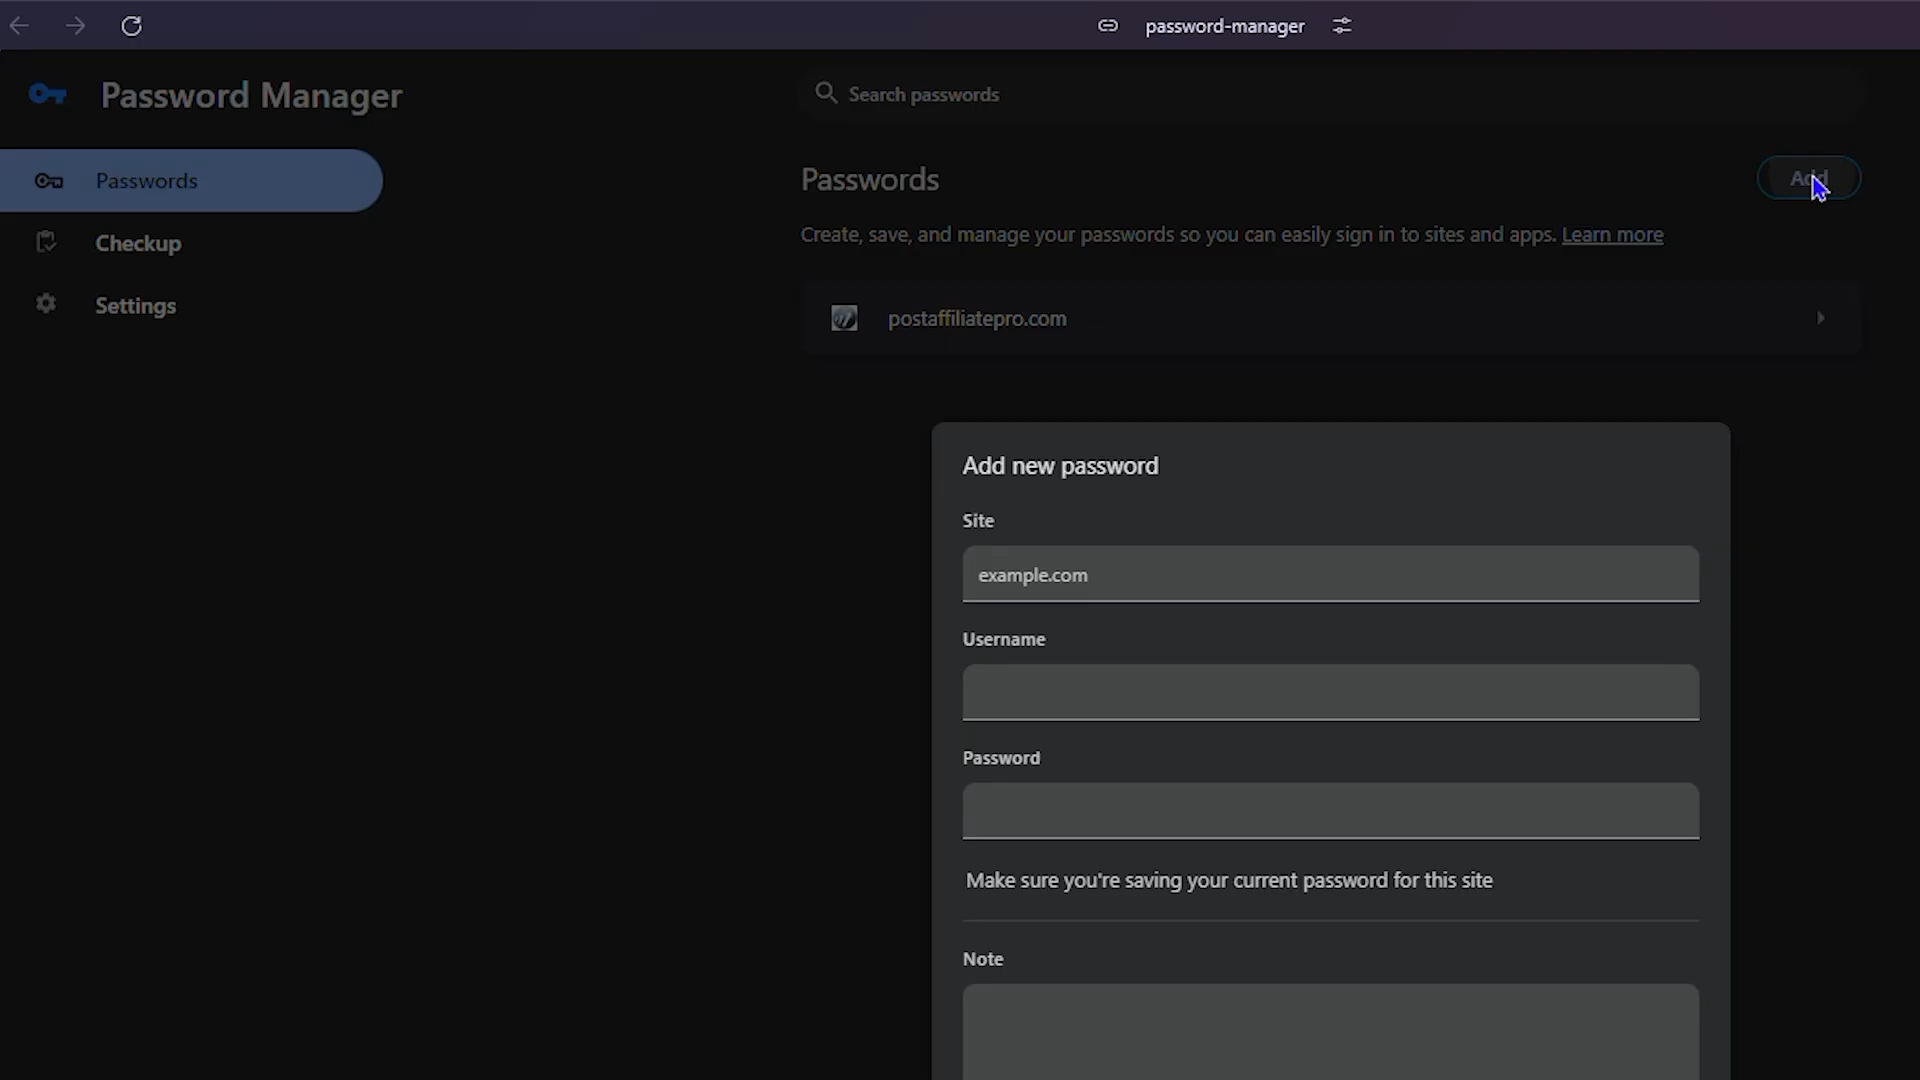 password-manager
Password Manager
Search passwords
Passwords
Checkup
Settings
Passwords
Add
Create, save, and manage your passwords so you can easily sign in to sites and apps. Learn more
postaffiliatepro.com
Add new password
Site
example.com
Username
Password
Make sure you're saving your current password for this site
Note